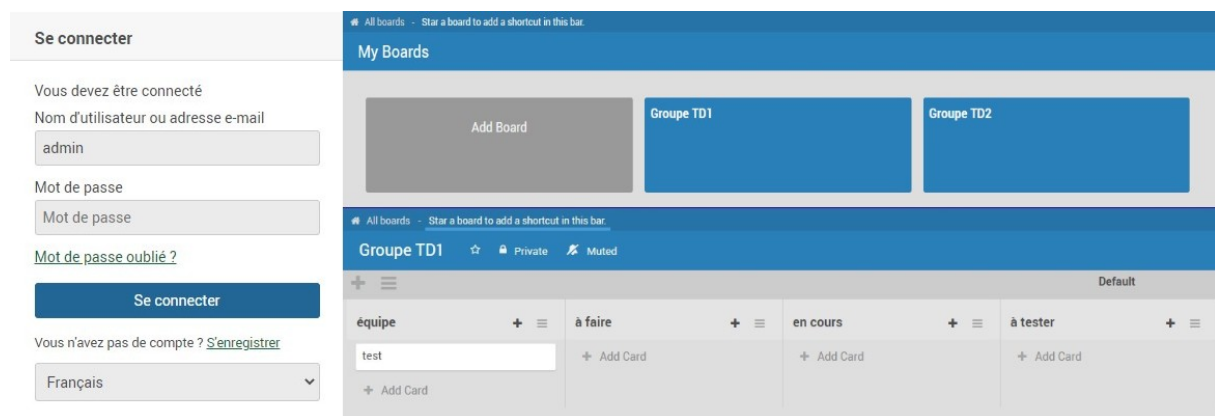 Se connecter
Vous devez être connecté
Nom d'utilisateur ou adresse e-mail
admin
Mot de passe
Mot de passe
Mot de passe oublié ?
Se connecter
Vous n'avez pas de compte ? S'enregistrer
Français
All boards - Star a board to add a shortcut in this bar.
My Boards
Add Board Groupe TD1 Groupe TD2
All boards - Star a board to add a shortcut in this bar.
Groupe TD1 Private Muted
Default
équipe à faire en cours à tester
test + Add Card + Add Card + Add Card
+ Add Card